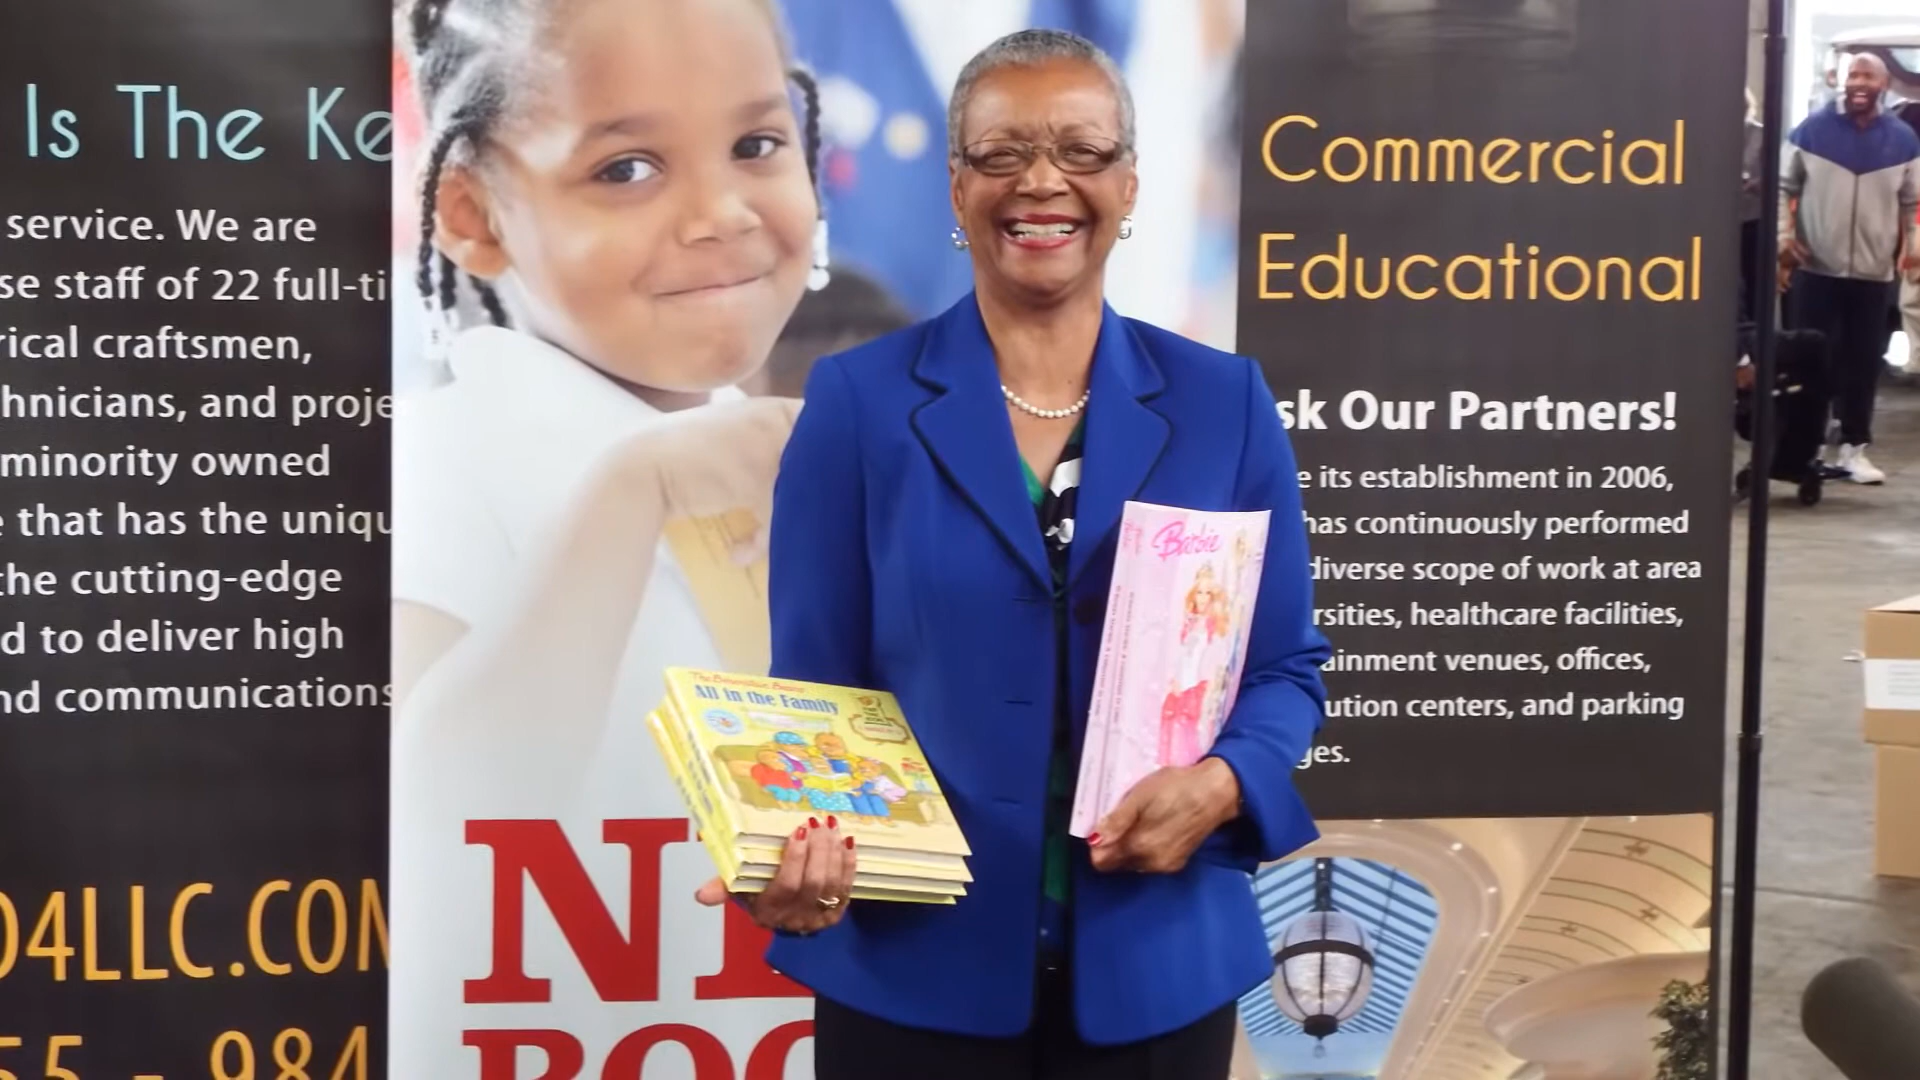 Is The Ke
service. We are
se staff of 22 full-ti
rical craftsmen,
hnicians, and proje
minority owned
e that has the uniqu
the cutting-edge
d to deliver high
nd communications
04LLC.COM
55 - 984
NE
BOO
The Berenstain Bears
All in the Family
Barbie
Commercial
Educational
sk Our Partners!
e its establishment in 2006,
has continuously performed
diverse scope of work at area
rsities, healthcare facilities,
ainment venues, offices,
ution centers, and parking
ges.